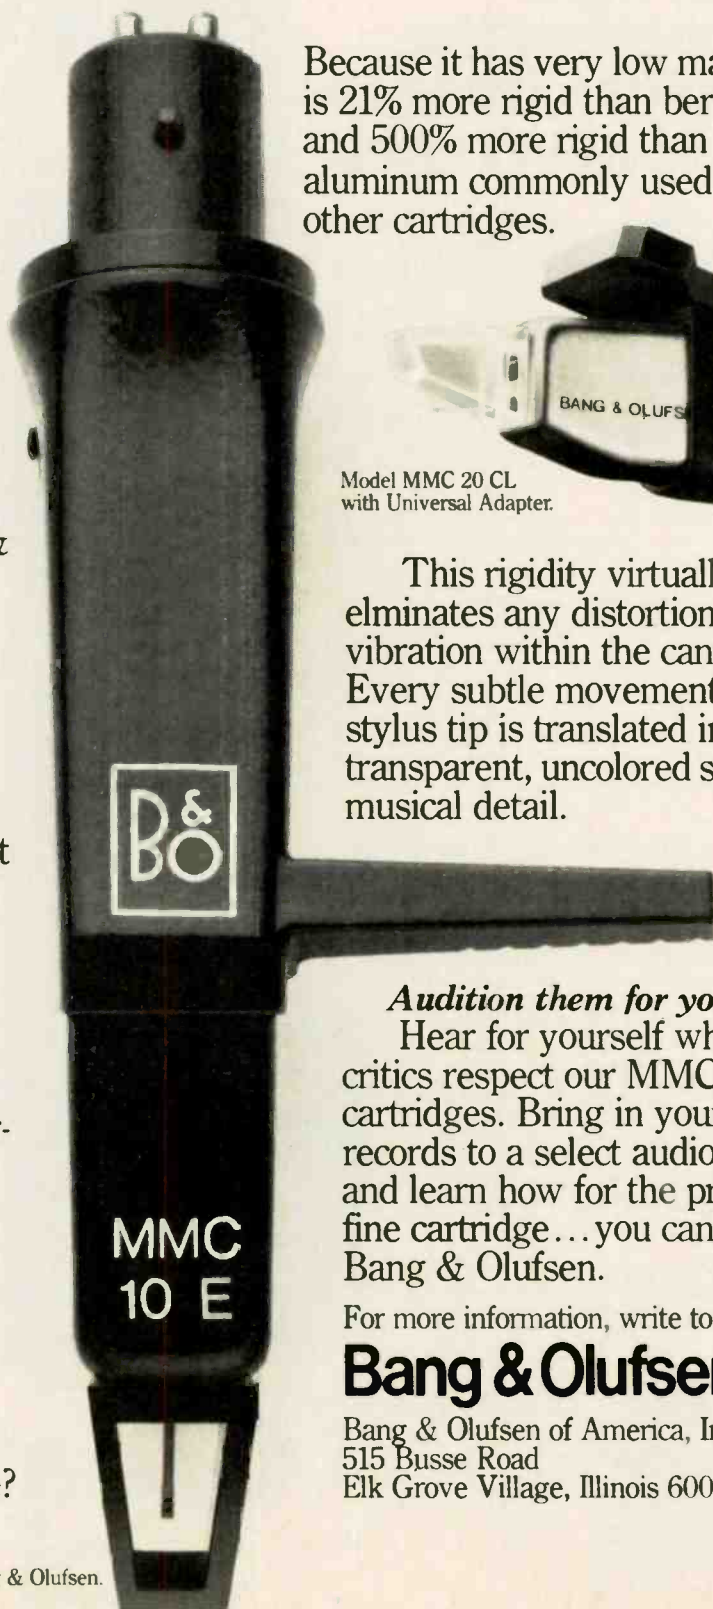 Because it has very low ma
is 21% more rigid than ber
and 500% more rigid than
aluminum commonly used
other cartridges.
BANG & OLUFS
Model MMC 20 CL
with Universal Adapter.
This rigidity virtuall
elminates any distortion
vibration within the can
Every subtle movement
stylus tip is translated i
transparent, uncolored s
musical detail.
B&O
Audition them for yo
Hear for yourself wh
critics respect our MMC
cartridges. Bring in you
records to a select audio
and learn how for the pr
fine cartridge...you can
Bang & Olufsen.
MMC
10 E
For more information, write to
Bang & Olufsen
Bang & Olufsen of America, In
515 Busse Road
Elk Grove Village, Illinois 600
?
& Olufsen.